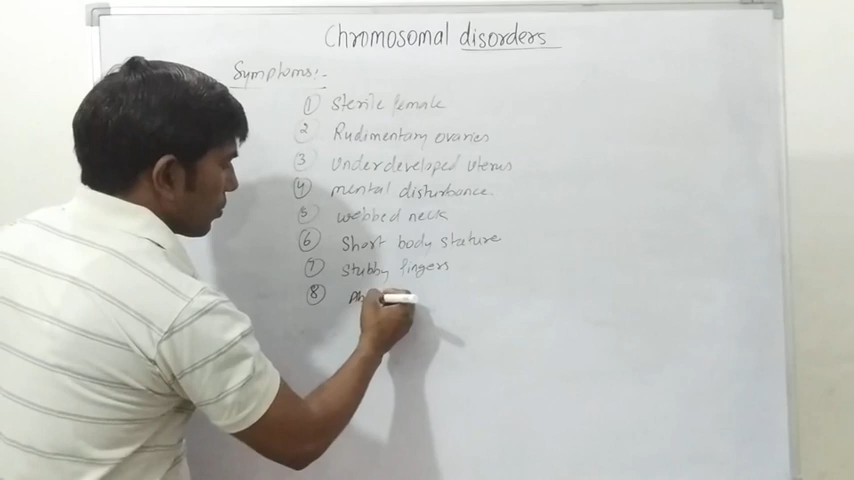 Chromosomal disorders
Symptoms:-
1 Sterile female
2 Rudimentary ovaries
3 Underdeveloped uterus
4 mental disturbance.
5 webbed neck
6 Short body stature
7 Stubby fingers
8